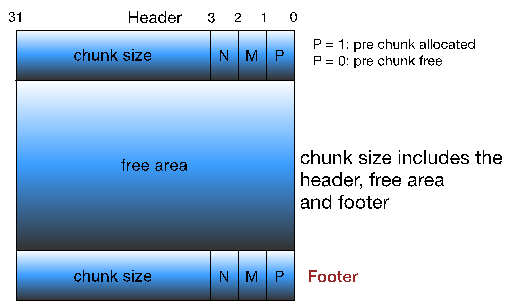 31 Header 3 2 1 0
chunk size N M P
P = 1: pre chunk allocated
P = 0: pre chunk free
free area
chunk size includes the
header, free area
and footer
chunk size N M P
Footer